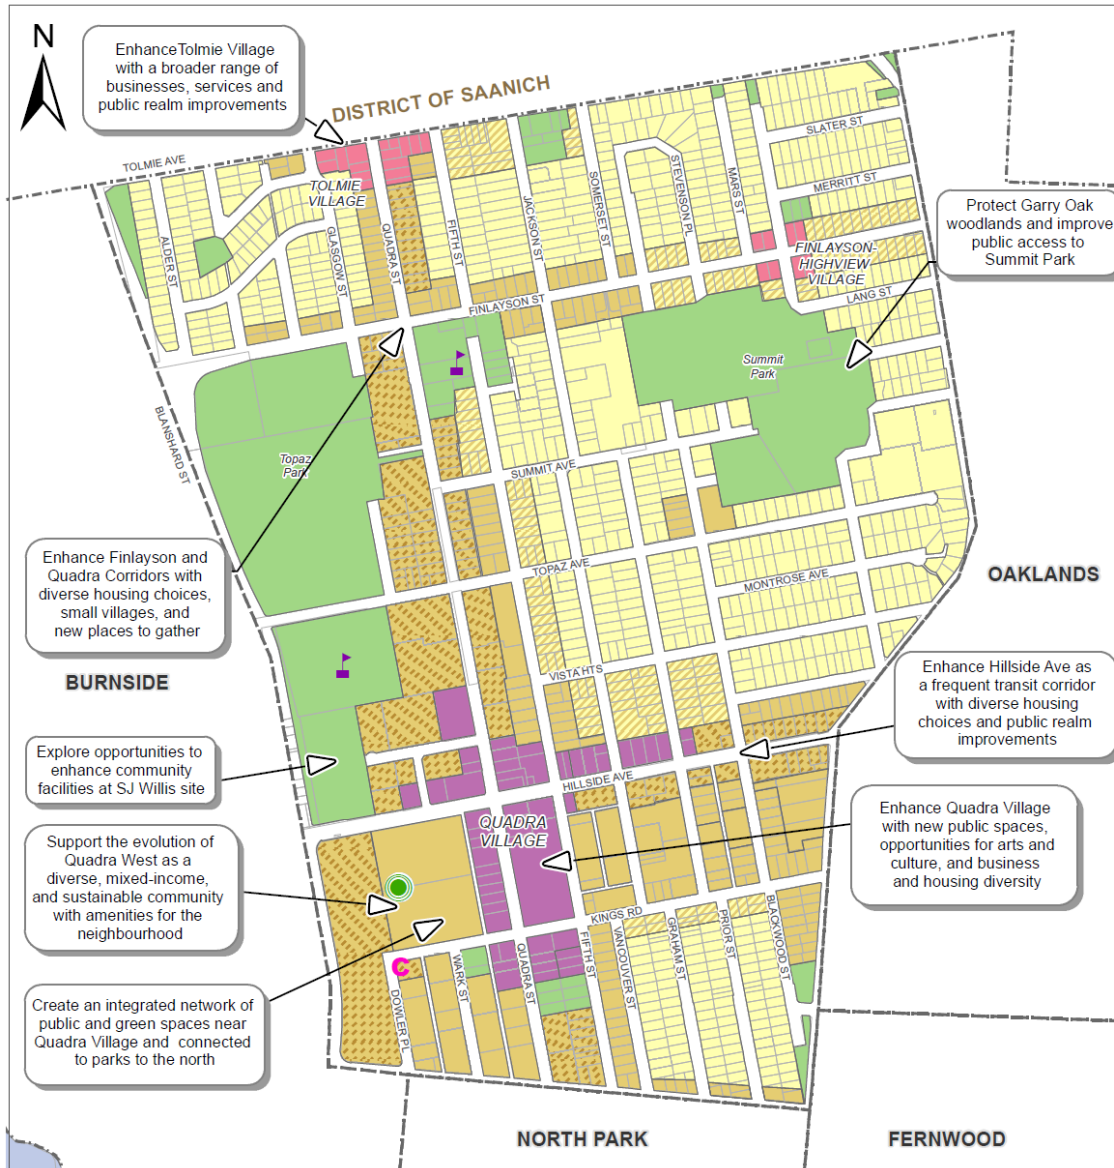 N
Enhance Tolmie Village
with a broader range of
businesses, services and
public realm improvements
DISTRICT OF SAANICH
TOLMIE AVE
TOLMIE
VILLAGE
ALDER ST
GLASGOW ST
QUADRA ST
FIFTH ST
JACKSON ST
SOMERSET ST
STEVENSON PL
MARS ST
SLATER ST
MERRITT ST
FINLAYSON-
HIGHVIEW
VILLAGE
LANG ST
FINLAYSON ST
Protect Garry Oak
woodlands and improve
public access to
Summit Park
Summit
Park
BLANSHARD ST
Topaz
Park
SUMMIT AVE
TOPAZ AVE
MONTROSE AVE
OAKLANDS
Enhance Finlayson and
Quadra Corridors with
diverse housing choices,
small villages, and
new places to gather
BURNSIDE
VISTA HTS
Enhance Hillside Ave as
a frequent transit corridor
with diverse housing
choices and public realm
improvements
Explore opportunities to
enhance community
facilities at SJ Willis site
HILLSIDE AVE
QUADRA
VILLAGE
Enhance Quadra Village
with new public spaces,
opportunities for arts and
culture, and business
and housing diversity
Support the evolution of
Quadra West as a
diverse, mixed-income,
and sustainable community
with amenities for the
neighbourhood
KINGS RD
C
DOWLER PL
WARK ST
QUADRA ST
FIFTH ST
VANCOUVER ST
GRAHAM ST
PRIOR ST
BLACKWOOD ST
Create an integrated network of
public and green spaces near
Quadra Village and connected
to parks to the north
NORTH PARK
FERNWOOD